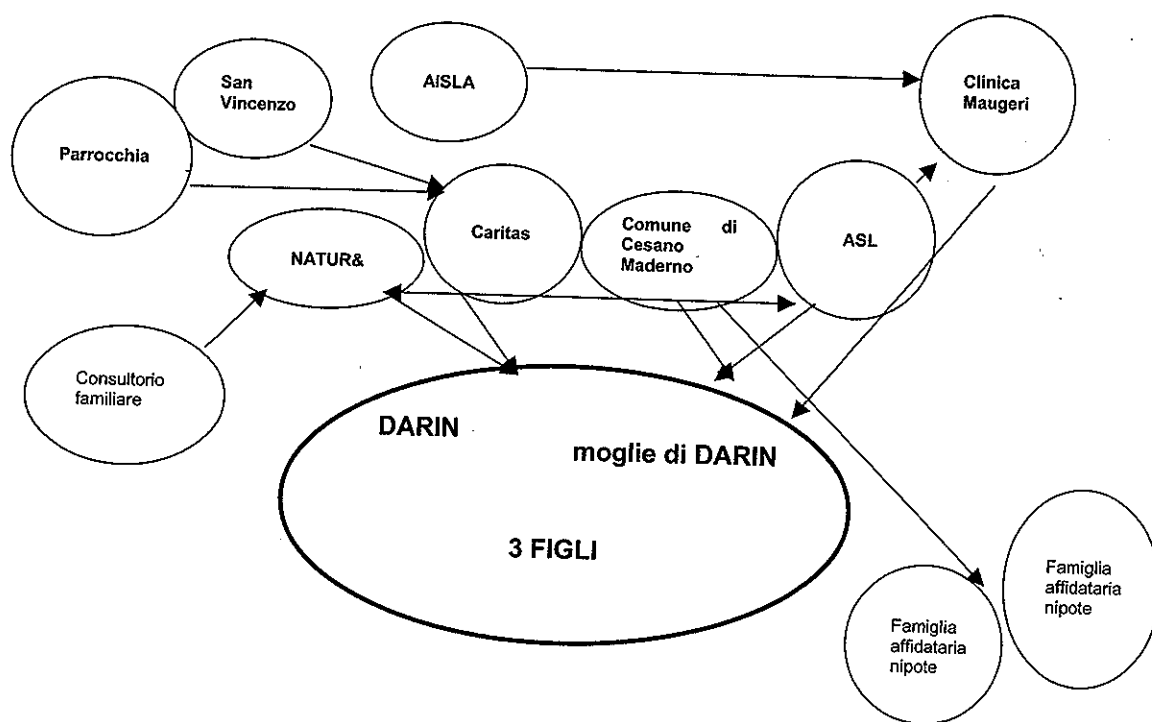 San
Vincenzo
AISLA
Clinica
Maugeri
Parrocchia
Caritas
Comune di
Cesano
Maderno
ASL
NATUR&
Consultorio
familiare
DARIN
moglie di DARIN
3 FIGLI
Famiglia
affidataria
nipote
Famiglia
affidataria
nipote